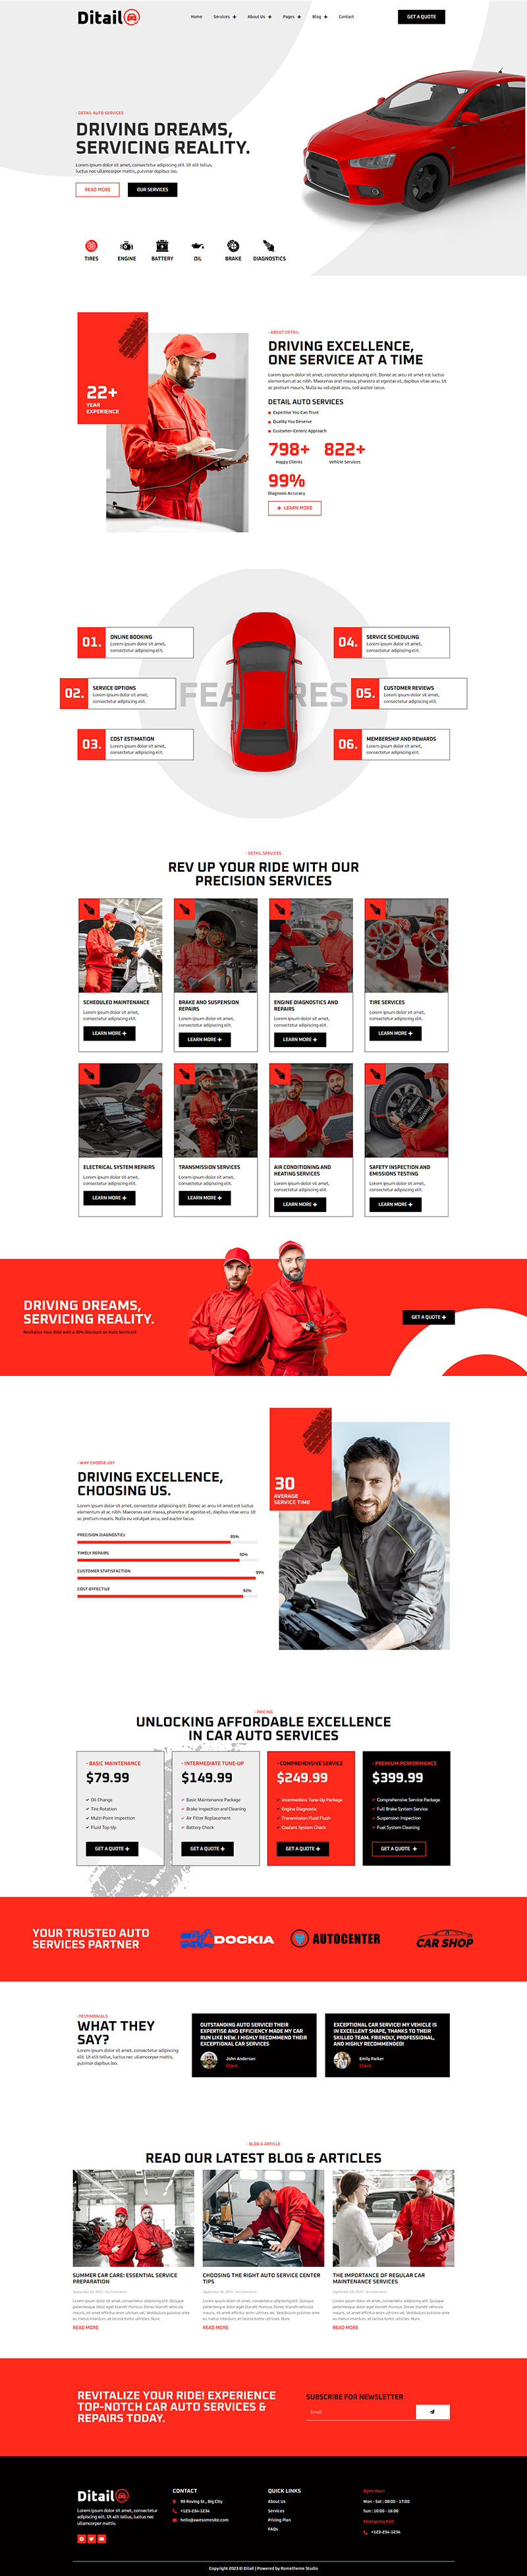 Ditail
Home Services + About Us + Pages + Blog + Contact
GET A QUOTE
- DETAIL AUTO SERVICES
DRIVING DREAMS,
SERVICING REALITY.
Lorem ipsum dolor sit amet, consectetur adipiscing elit. Ut elit tellus,
luctus nec ullamcorper mattis, pulvinar dapibus leo.
READ MORE
OUR SERVICES
TIRES ENGINE BATTERY OIL BRAKE DIAGNOSTICS
22+
YEAR
EXPERIENCE
- ABOUT DETAIL
DRIVING EXCELLENCE,
ONE SERVICE AT A TIME
Lorem ipsum dolor sit amet, consectetur adipiscing elit. Donec ac arcu sit amet est luctus
elementum at ac nibh. Maecenas erat massa, pharetra at egestas et, dapibus vitae arcu. Ut
ac pretium mauris. Nulla eu volutpat arcu, sed auctor lacus.
DETAIL AUTO SERVICES
Expertise You Can Trust
Quality You Deserve
Customer-Centric Approach
798+ 822+
Happy Clients Vehicle Services
99%
Diagnosis Accuracy
+ LEARN MORE
FEA RES
01. ONLINE BOOKING
Lorem ipsum dolor sit amet,
consectetur adipiscing elit.
02. SERVICE OPTIONS
Lorem ipsum dolor sit amet,
consectetur adipiscing elit.
03. COST ESTIMATION
Lorem ipsum dolor sit amet,
consectetur adipiscing elit.
04. SERVICE SCHEDULING
Lorem ipsum dolor sit amet,
consectetur adipiscing elit.
05. CUSTOMER REVIEWS
Lorem ipsum dolor sit amet,
consectetur adipiscing elit.
06. MEMBERSHIP AND REWARDS
Lorem ipsum dolor sit amet,
consectetur adipiscing elit.
- DETAIL SERVICES
REV UP YOUR RIDE WITH OUR
PRECISION SERVICES
SCHEDULED MAINTENANCE
Lorem ipsum dolor sit amet,
consectetur adipiscing elit.
LEARN MORE +
BRAKE AND SUSPENSION
REPAIRS
Lorem ipsum dolor sit amet,
consectetur adipiscing elit.
LEARN MORE +
ENGINE DIAGNOSTICS AND
REPAIRS
Lorem ipsum dolor sit amet,
consectetur adipiscing elit.
LEARN MORE +
TIRE SERVICES
Lorem ipsum dolor sit amet,
consectetur adipiscing elit.
LEARN MORE +
ELECTRICAL SYSTEM REPAIRS
Lorem ipsum dolor sit amet,
consectetur adipiscing elit.
LEARN MORE +
TRANSMISSION SERVICES
Lorem ipsum dolor sit amet,
consectetur adipiscing elit.
LEARN MORE +
AIR CONDITIONING AND
HEATING SERVICES
Lorem ipsum dolor sit amet,
consectetur adipiscing elit.
LEARN MORE +
SAFETY INSPECTION AND
EMISSIONS TESTING
Lorem ipsum dolor sit amet,
consectetur adipiscing elit.
LEARN MORE +
DRIVING DREAMS,
SERVICING REALITY.
Revitalize Your Ride with a 30% Discount on Auto Services!
GET A QUOTE +
- WHY CHOOSE US?
DRIVING EXCELLENCE,
CHOOSING US.
Lorem ipsum dolor sit amet, consectetur adipiscing elit. Donec ac arcu sit amet est luctus
elementum at ac nibh. Maecenas erat massa, pharetra at egestas et, dapibus vitae arcu. Ut
ac pretium mauris. Nulla eu volutpat arcu, sed auctor lacus.
PRECISION DIAGNOSTICS 85%
TIMELY REPAIRS 90%
CUSTOMER STATISFACTION 99%
COST-EFFECTIVE 92%
30
AVERAGE
SERVICE TIME
- PRICING
UNLOCKING AFFORDABLE EXCELLENCE
IN CAR AUTO SERVICES
- BASIC MAINTENANCE
$79.99
Oil Change
Tire Rotation
Multi-Point Inspection
Fluid Top-Up
GET A QUOTE +
- INTERMEDIATE TUNE-UP
$149.99
Basic Maintenance Package
Brake Inspection and Cleaning
Air Filter Replacement
Battery Check
GET A QUOTE +
- COMPREHENSIVE SERVICE
$249.99
Intermediate Tune-Up Package
Engine Diagnostic
Transmission Fluid Flush
Coolant System Check
GET A QUOTE +
- PREMIUM PERFORMANCE
$399.99
Comprehensive Service Package
Full Brake System Service
Suspension Inspection
Fuel System Cleaning
GET A QUOTE +
YOUR TRUSTED AUTO
SERVICES PARTNER
DOCKIA
AUTOCENTER
CAR SHOP
-TESTIMONIALS
WHAT THEY
SAY?
Lorem ipsum dolor sit amet, consectetur adipiscing
elit. Ut elit tellus, luctus nec ullamcorper mattis,
pulvinar dapibus leo.
OUTSTANDING AUTO SERVICE! THEIR
EXPERTISE AND EFFICIENCY MADE MY CAR
RUN LIKE NEW. I HIGHLY RECOMMEND THEIR
EXCEPTIONAL CAR SERVICES
John Anderson
Client
EXCEPTIONAL CAR SERVICE! MY VEHICLE IS
IN EXCELLENT SHAPE, THANKS TO THEIR
SKILLED TEAM. FRIENDLY, PROFESSIONAL,
AND HIGHLY RECOMMENDED!
Emily Parker
Client
- BLOG & ARTICLE
READ OUR LATEST BLOG & ARTICLES
SUMMER CAR CARE: ESSENTIAL SERVICE
PREPARATION
READ MORE
CHOOSING THE RIGHT AUTO SERVICE CENTER
TIPS
READ MORE
THE IMPORTANCE OF REGULAR CAR
MAINTENANCE SERVICES
READ MORE
REVITALIZE YOUR RIDE! EXPERIENCE
TOP-NOTCH CAR AUTO SERVICES &
REPAIRS TODAY.
SUBSCRIBE FOR NEWSLETTER
Email
Ditail
Lorem ipsum dolor sit amet, consectetur
adipiscing elit. Ut elit tellus, luctus nec
ullamcorper mattis.
CONTACT
99 Roving St., Big City
+123-234-1234
hello@awesomesite.com
QUICK LINKS
About Us
Services
Pricing Plan
FAQs
Open Hour:
Mon - Sat : 08:00 - 17:00
Sun : 10:00 - 16:00
Emergency Call :
+123-234-1234
Copyright 2023 © Ditail | Powered by Rometheme Studio